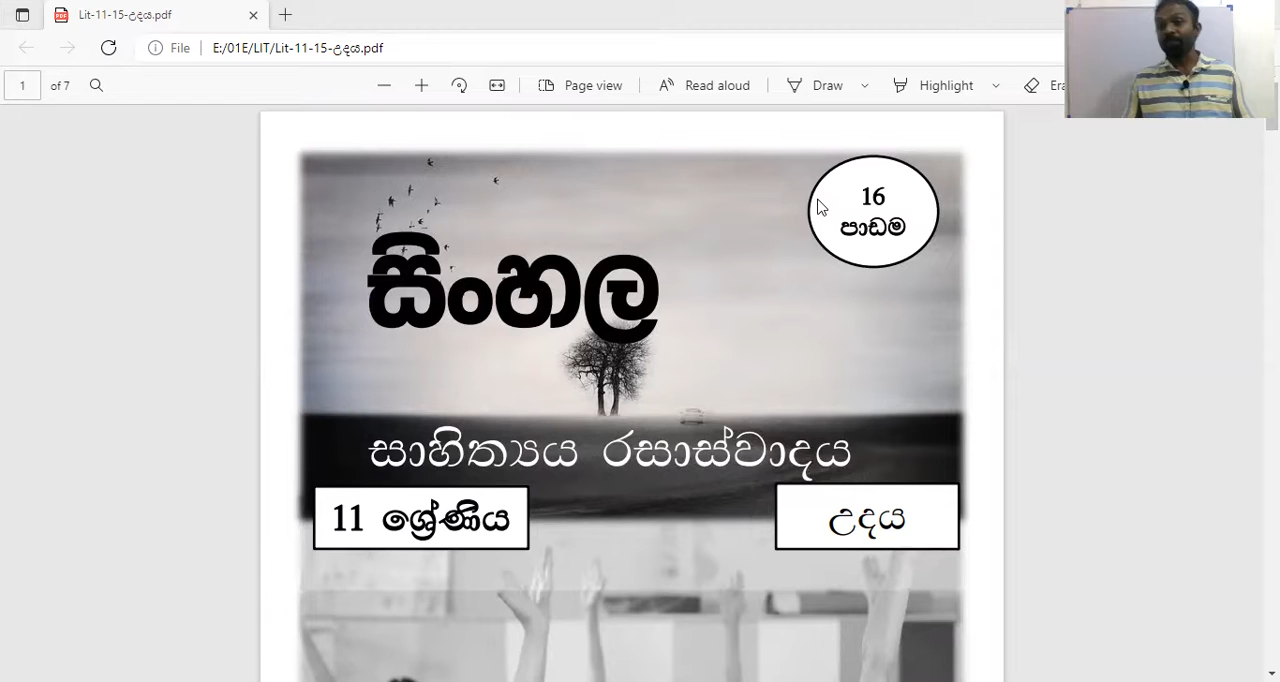 Lit-11-15-උදය.pdf
File E:/01E/LIT/Lit-11-15-උදය.pdf
1 of 7 Page view Read aloud Draw Highlight Era
16
පාඩම
සිංහල
සාහිත්‍යය රසාස්වාදය
11 ශ්‍රේණිය
උදය